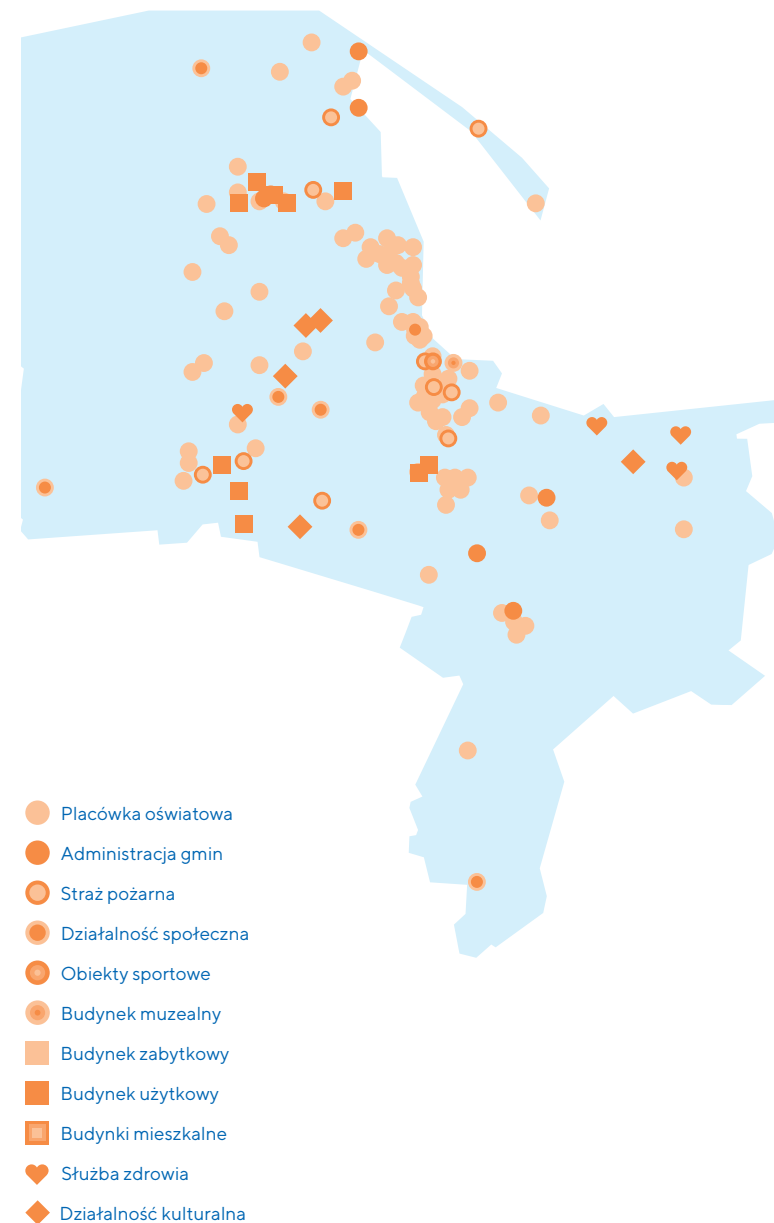 Placówka oświatowa
Administracja gmin
Straż pożarna
Działalność społeczna
Obiekty sportowe
Budynek muzealny
Budynek zabytkowy
Budynek użytkowy
Budynki mieszkalne
Służba zdrowia
Działalność kulturalna